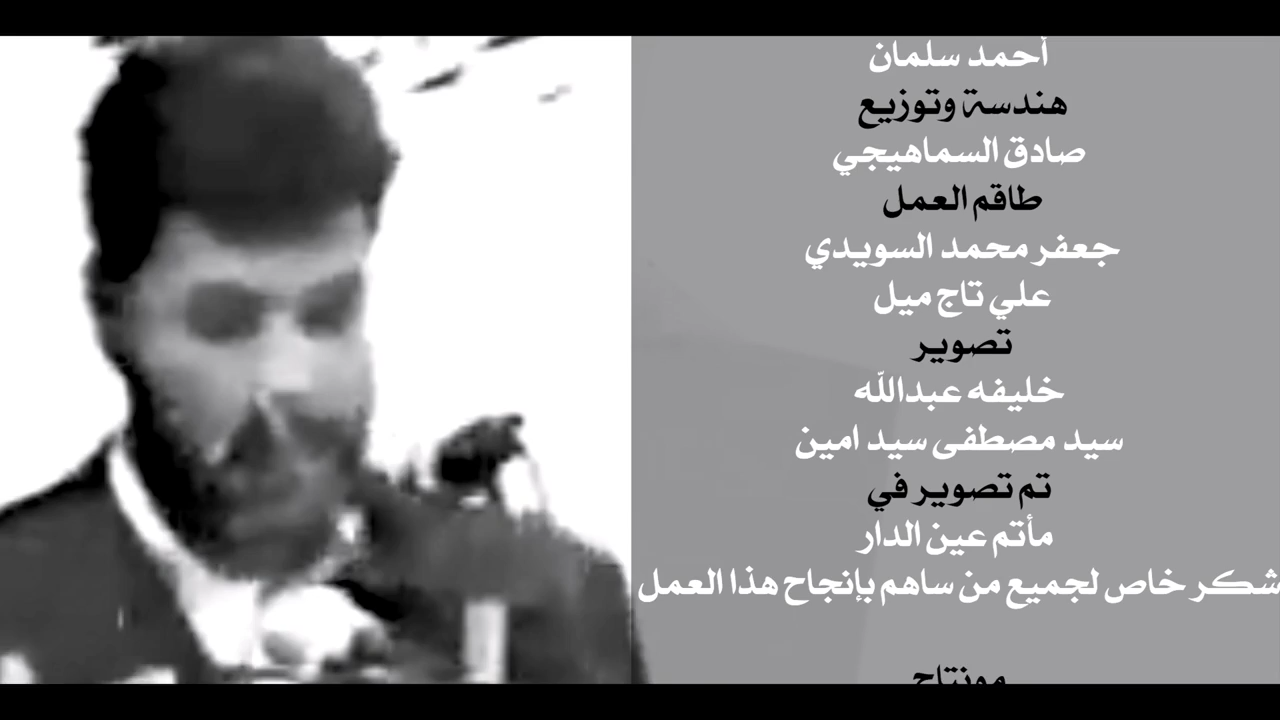 أحمد سلمان
هندسة وتوزيع
صادق السماهيجي
طاقم العمل
جعفر محمد السويدي
علي تاج ميل
تصوير
خليفه عبدالله
سيد مصطفى سيد امين
تم تصوير في
مأتم عين الدار
شكر خاص لجميع من ساهم بإنجاح هذا العمل
مونتاج